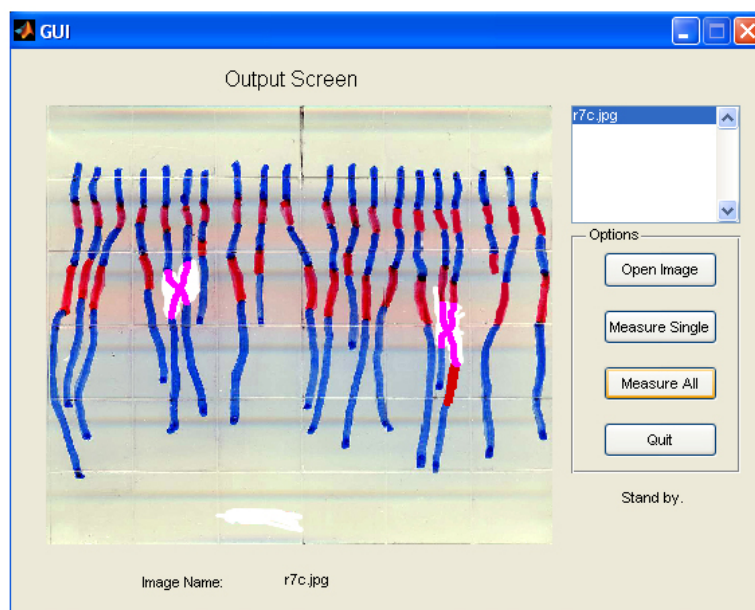 GUI
Output Screen
r7c.jpg
Options
Open Image
Measure Single
Measure All
Quit
Stand by.
Image Name: r7c.jpg